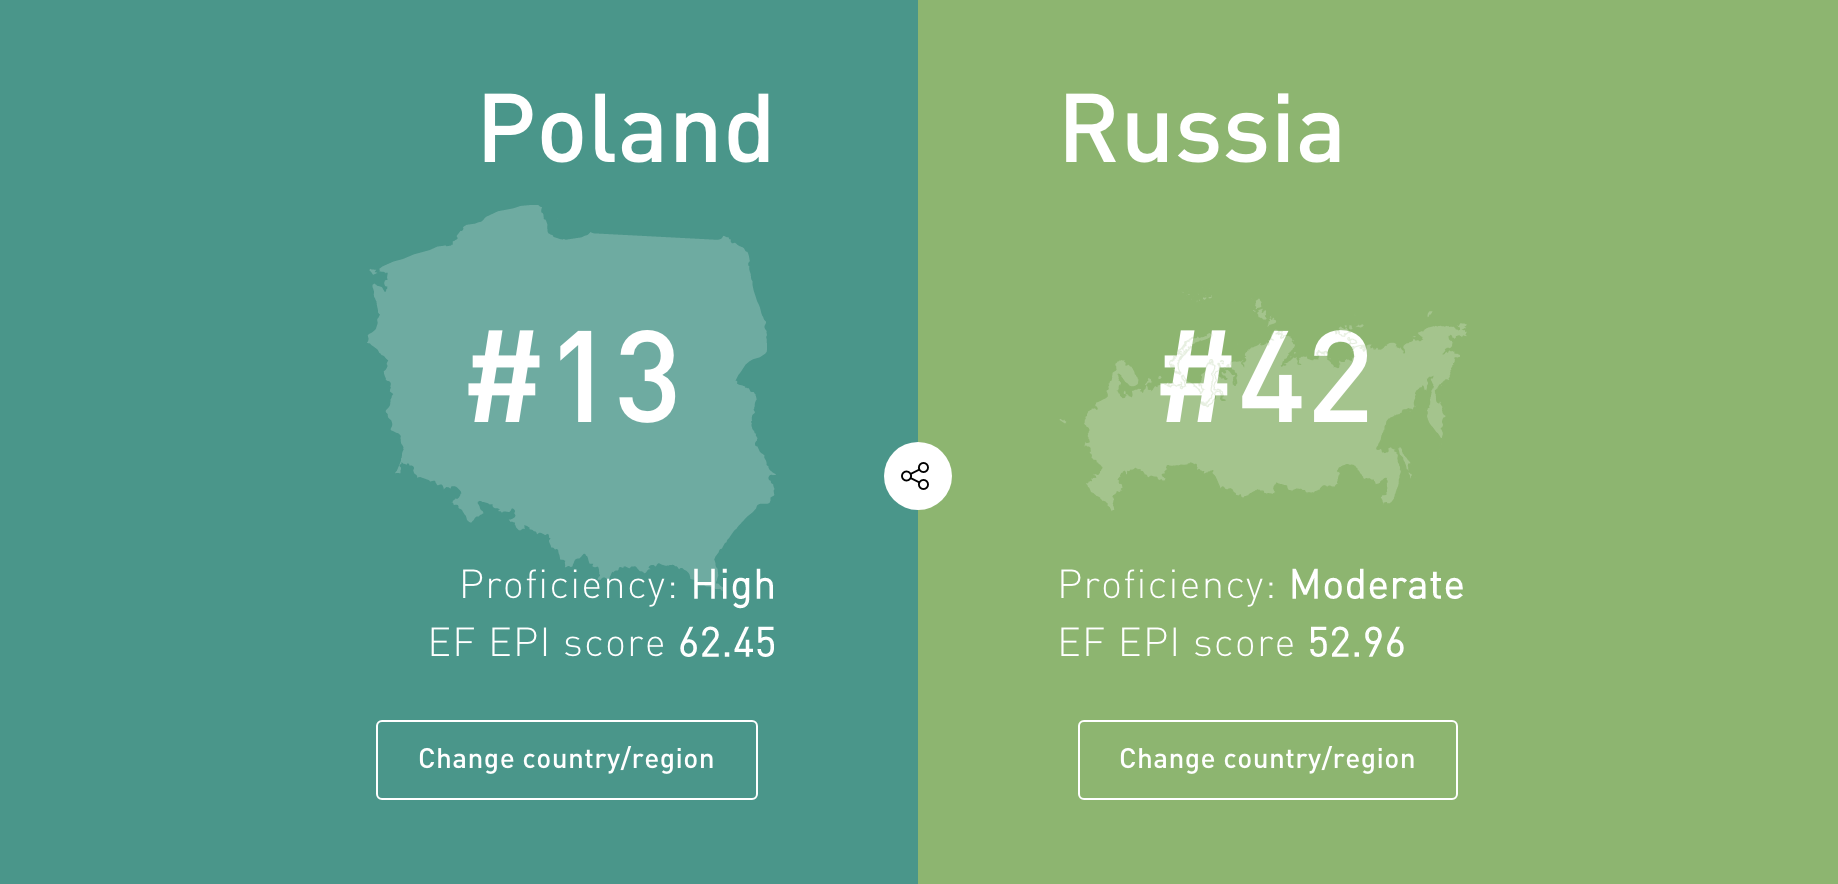 Poland
#13
Proficiency: High
EF EPI score 62.45
Change country/region
Russia
#42
Proficiency: Moderate
EF EPI score 52.96
Change country/region